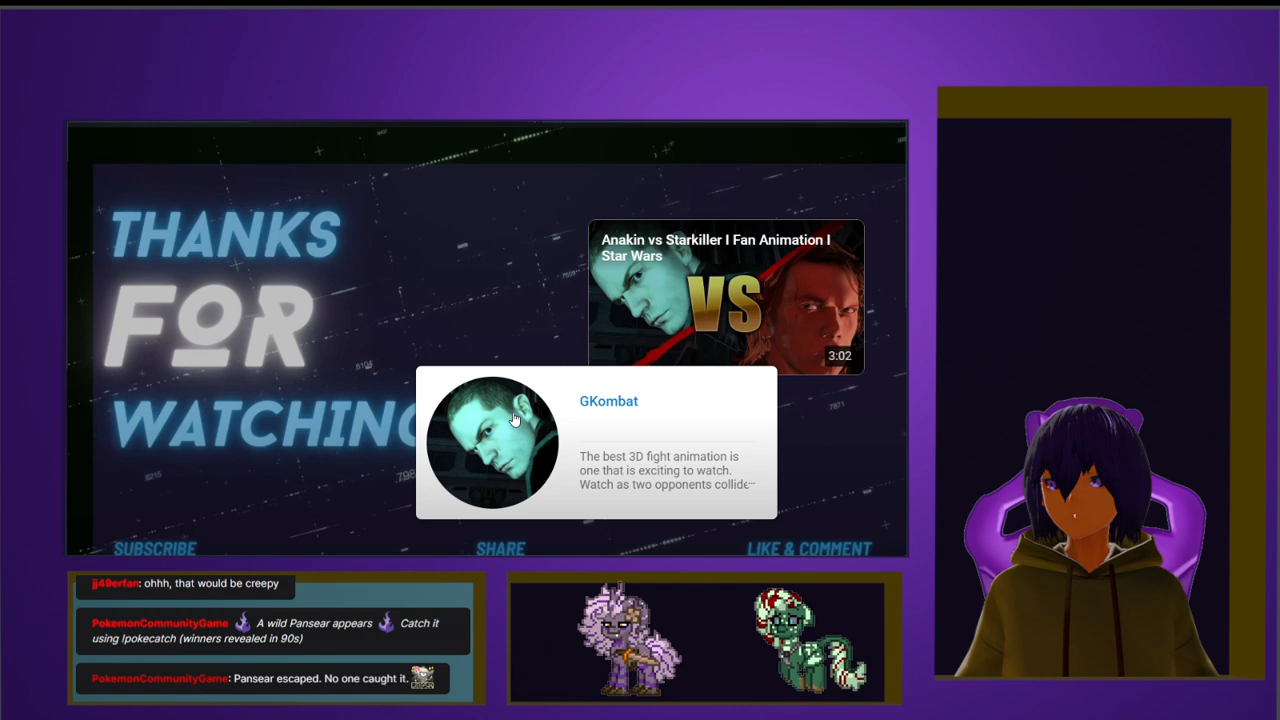 THANKS
FOR
WATCHING
Anakin vs Starkiller I Fan Animation I
Star Wars
VS
3:02
GKombat
The best 3D fight animation is
one that is exciting to watch.
Watch as two opponents collide…
SUBSCRIBE
SHARE
LIKE & COMMENT
jj49erfan: ohhh, that would be creepy
PokemonCommunityGame A wild Pansear appears Catch it
using !pokecatch (winners revealed in 90s)
PokemonCommunityGame: Pansear escaped. No one caught it.
7871
8215